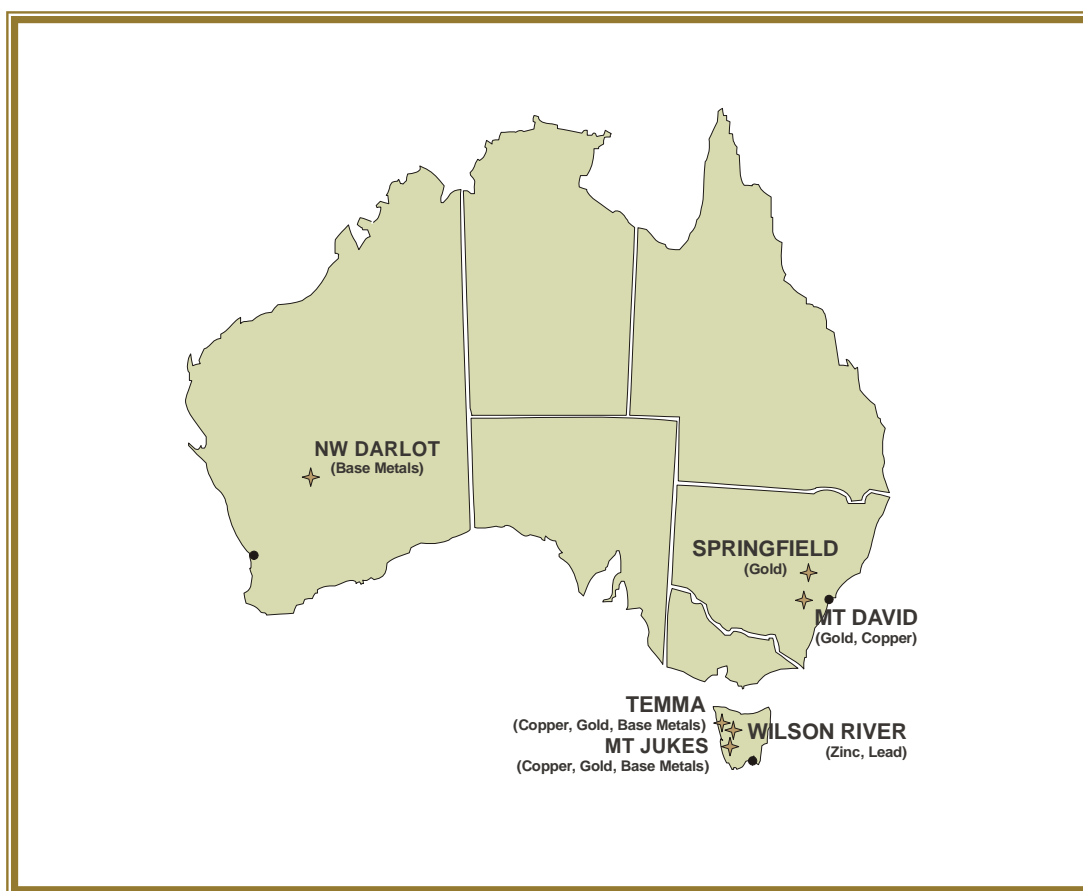 NW DARLOT
(Base Metals)
SPRINGFIELD
(Gold)
MT DAVID
(Gold, Copper)
TEMMA
(Copper, Gold, Base Metals)
WILSON RIVER
(Zinc, Lead)
MT JUKES
(Copper, Gold, Base Metals)